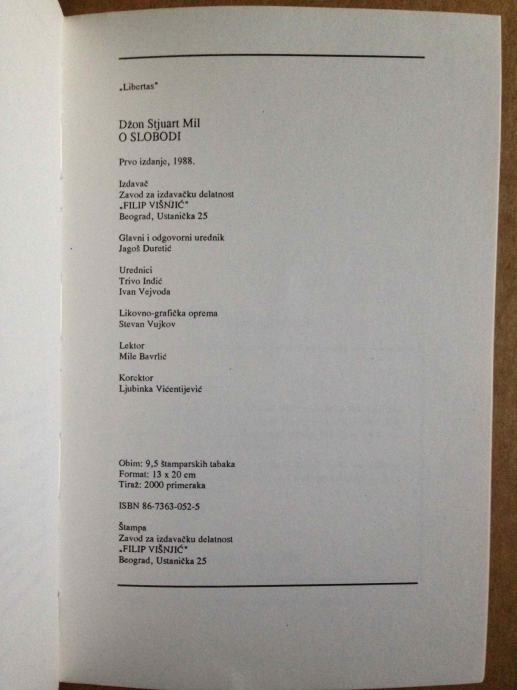 „Libertas"
Džon Stjuart Mil
O SLOBODI
Prvo izdanje, 1988.
Izdavač
Zavod za izdavačku delatnost
„FILIP VIŠNJIĆ"
Beograd, Ustanička 25
Glavni i odgovorni urednik
Jagoš Đuretić
Urednici
Trivo Inđić
Ivan Vejvoda
Likovno-grafička oprema
Stevan Vujkov
Lektor
Mile Bavrlić
Korektor
Ljubinka Vićentijević
Obim: 9,5 štamparskih tabaka
Format: 13 x 20 cm
Tiraž: 2000 primeraka
ISBN 86-7363-052-5
Štampa
Zavod za izdavačku delatnost
„FILIP VIŠNJIĆ"
Beograd, Ustanička 25